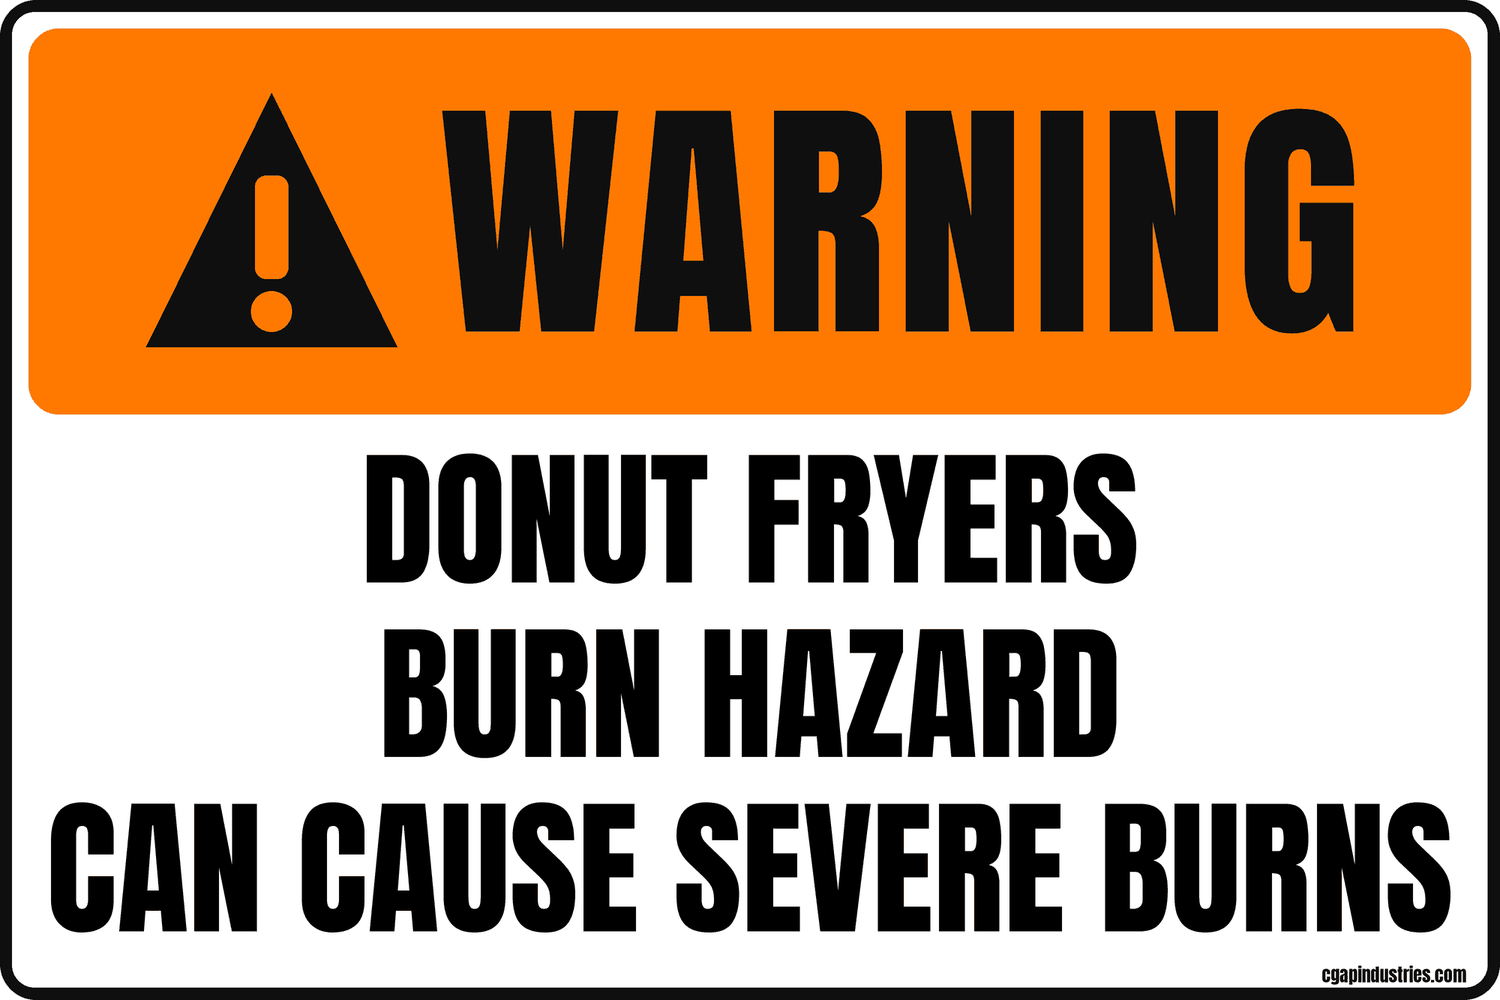 WARNING
DONUT FRYERS
BURN HAZARD
CAN CAUSE SEVERE BURNS
cgapindustries.com